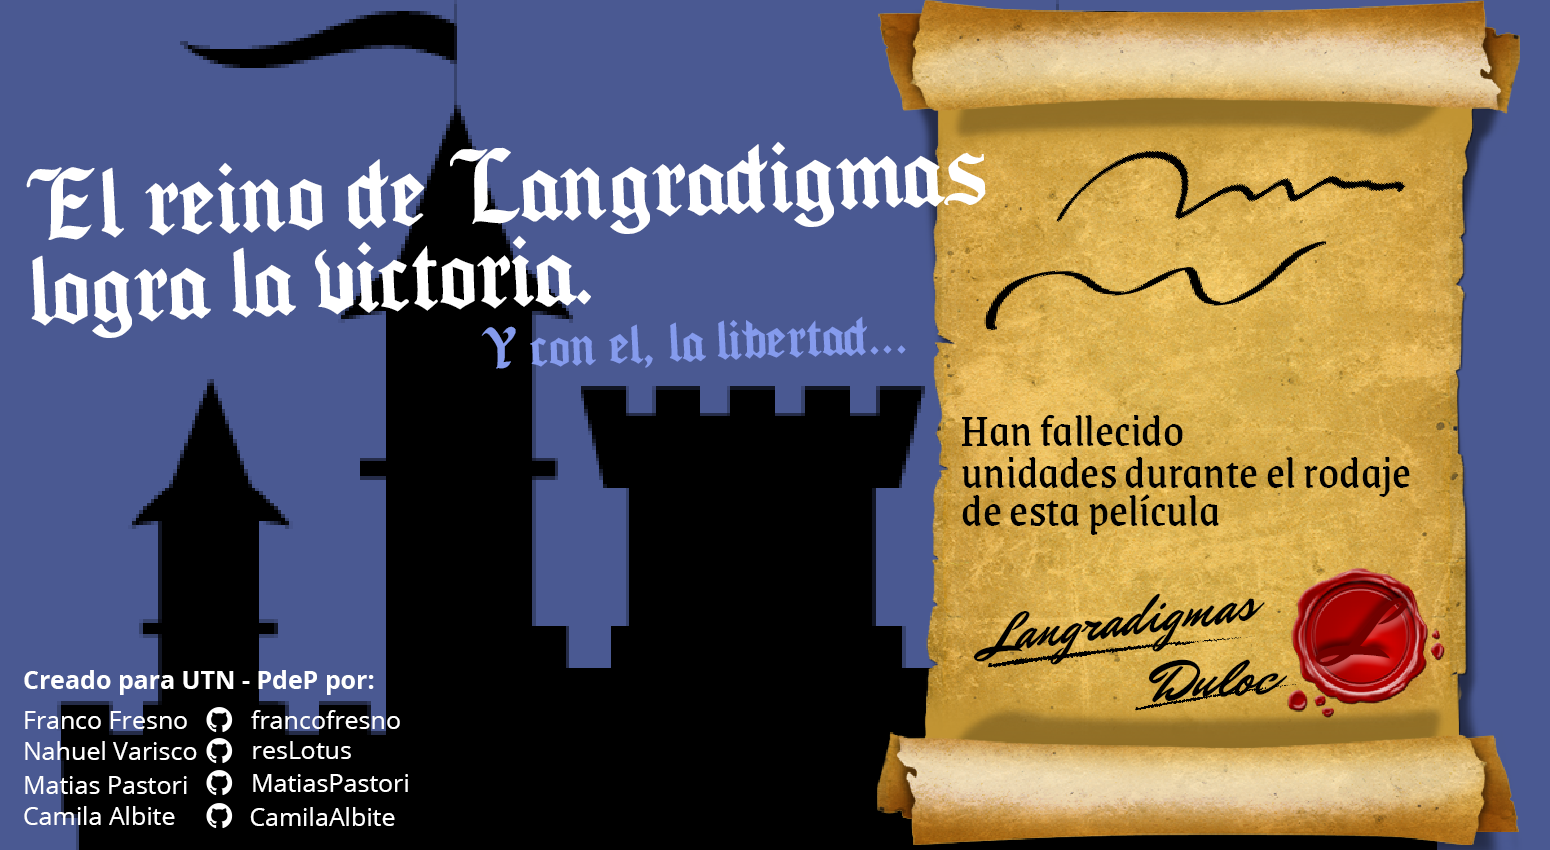 El reino de Langradigmas
logra la victoria.
Y con el, la libertad...
Han fallecido
unidades durante el rodaje
de esta película
Langradigmas
Duloc
L
Creado para UTN - PdeP por:
Franco Fresno francofresno
Nahuel Varisco resLotus
Matias Pastori MatiasPastori
Camila Albite CamilaAlbite